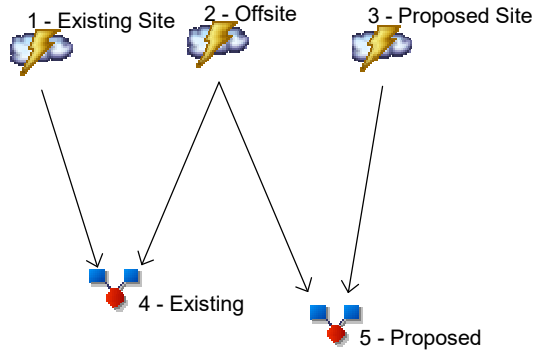 1 - Existing Site
2 - Offsite
3 - Proposed Site
4 - Existing
5 - Proposed